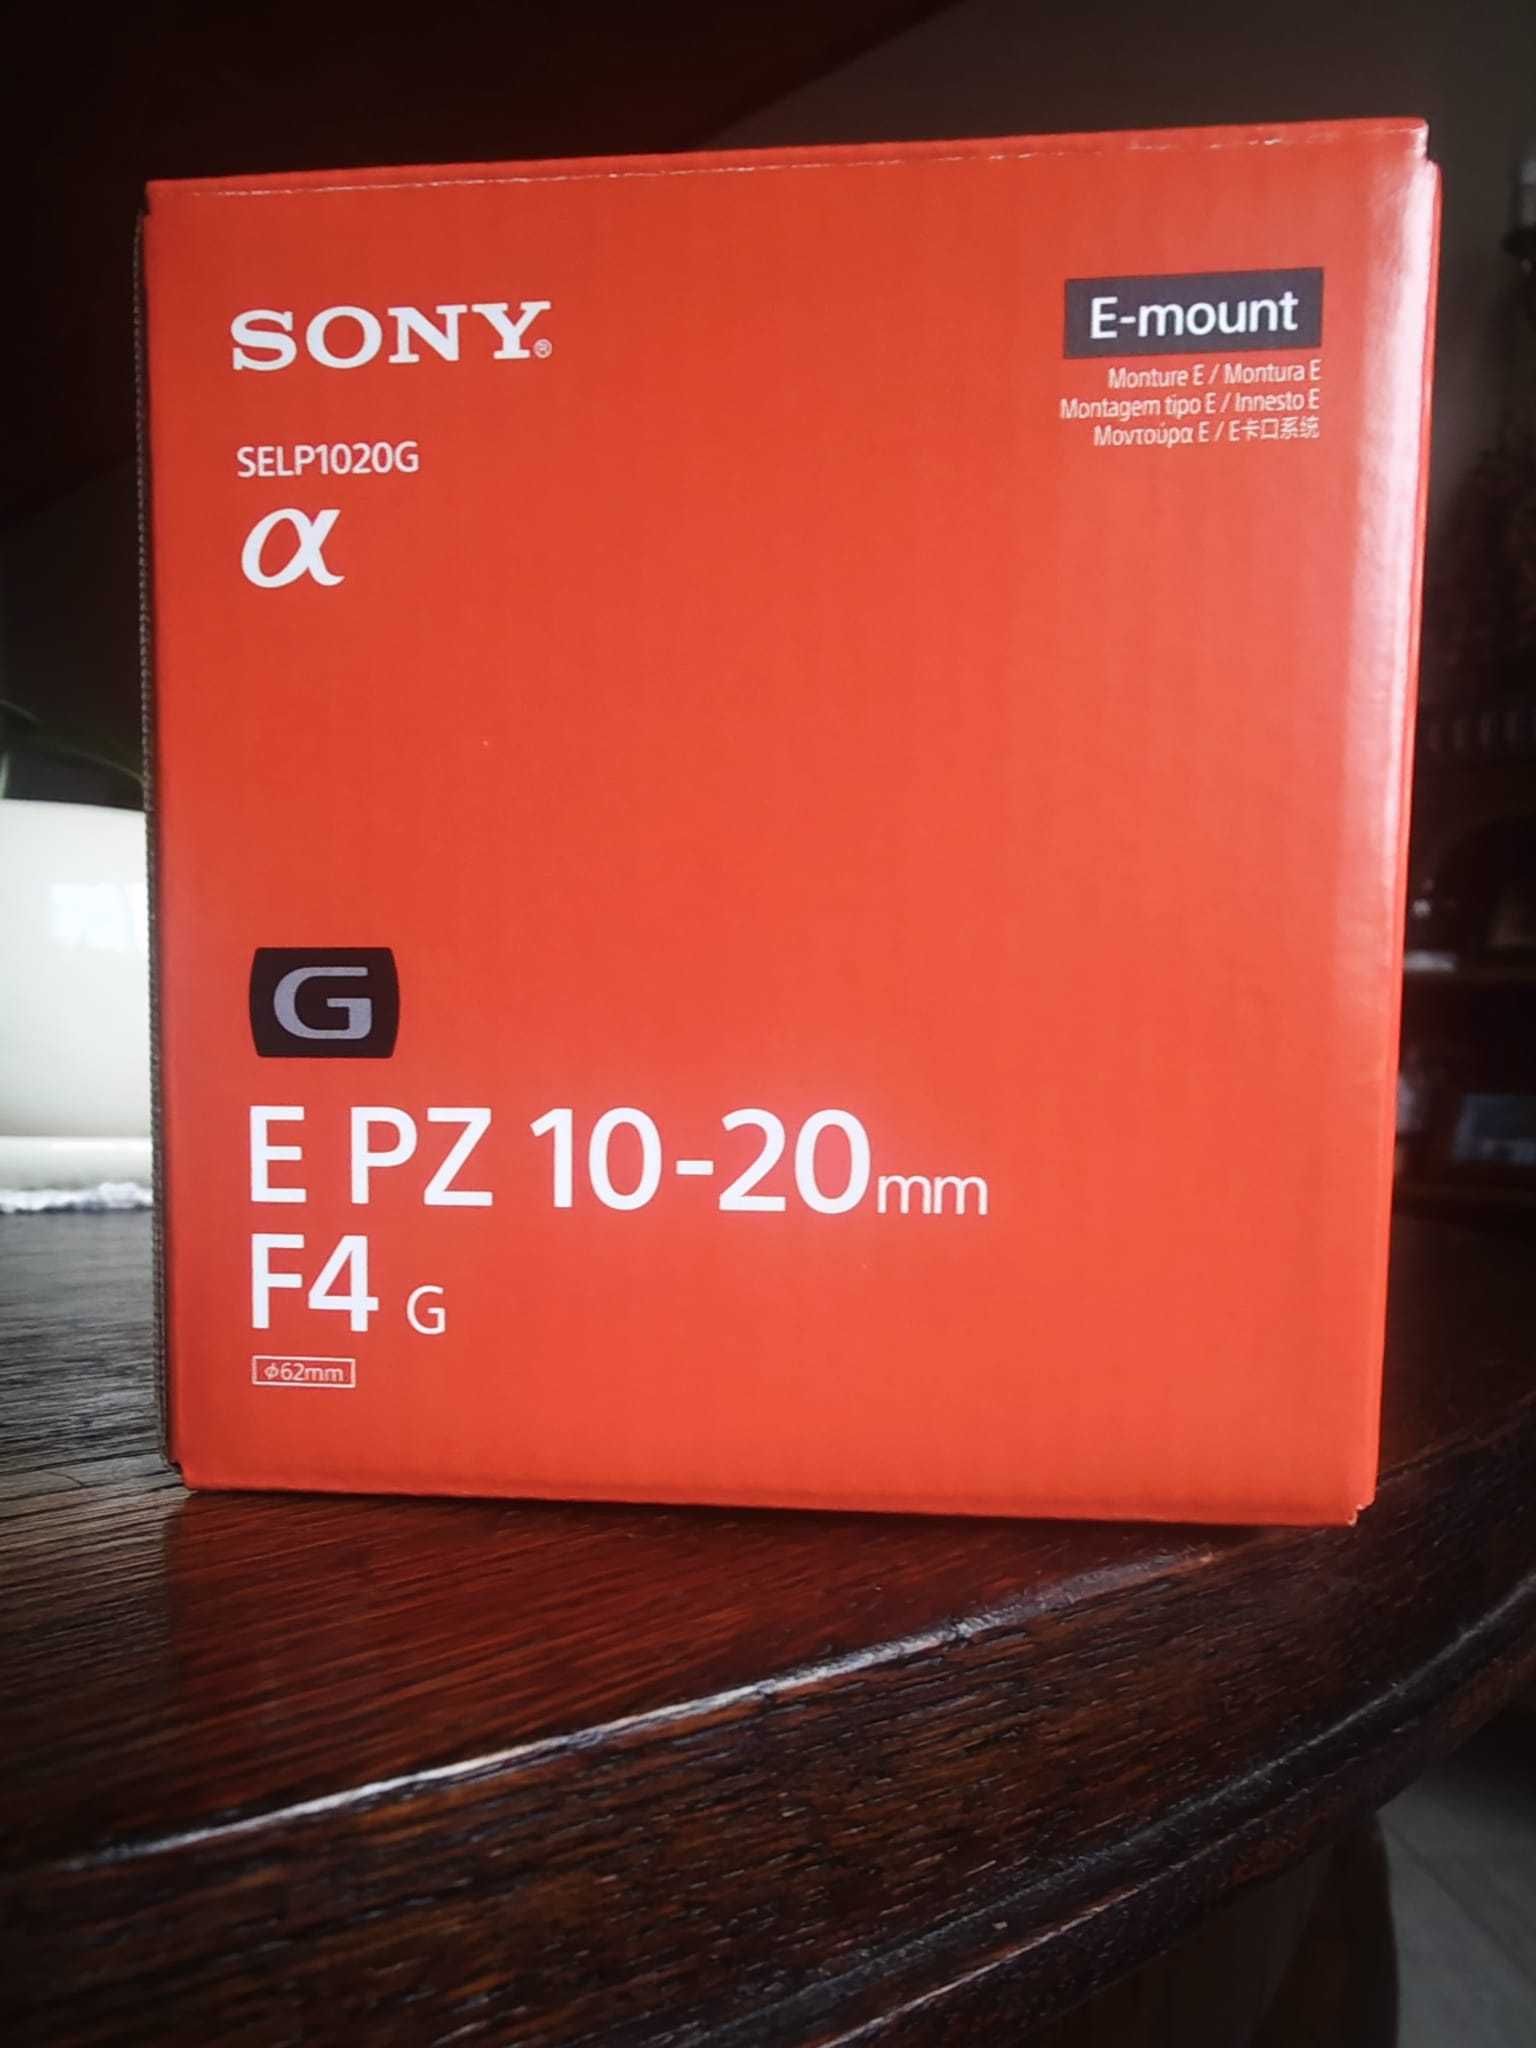 SONY®
E-mount
Monture E / Montura E
Montagem tipo E / Innesto E
Μοντούρα E / E卡口系统
SELP1020G
α
G
E PZ 10-20mm
F4 G
ϕ62mm